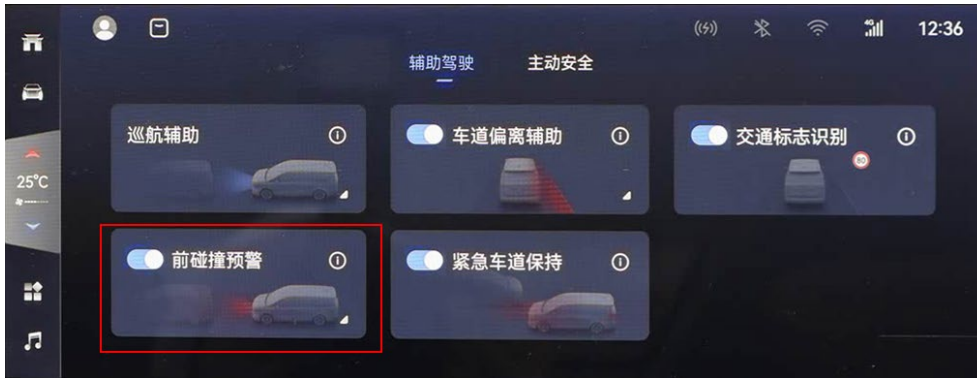 4G
12:36
辅助驾驶
主动安全
巡航辅助
车道偏离辅助
交通标志识别
80
25°C
前碰撞预警
紧急车道保持